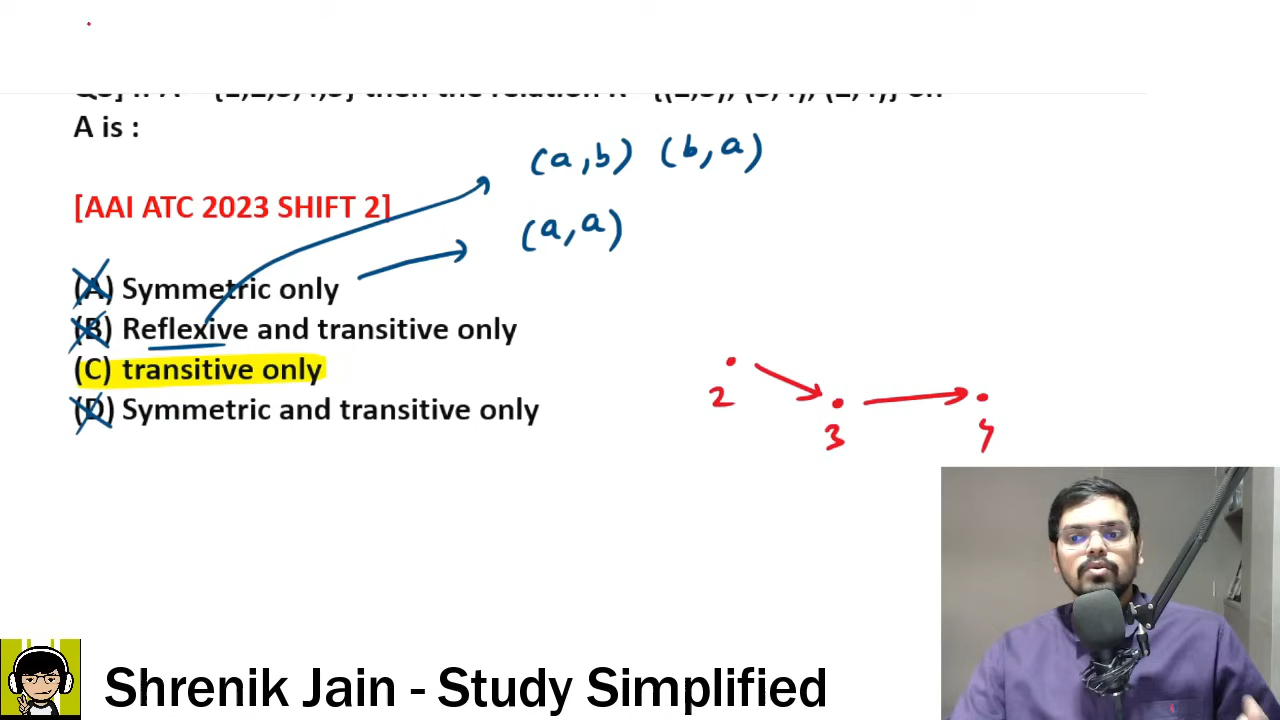 A is :
(a,b) (b,a)
[AAI ATC 2023 SHIFT 2]
(a,a)
(A) Symmetric only
(B) Reflexive and transitive only
(C) transitive only
(D) Symmetric and transitive only
2
3
4
Shrenik Jain - Study Simplified